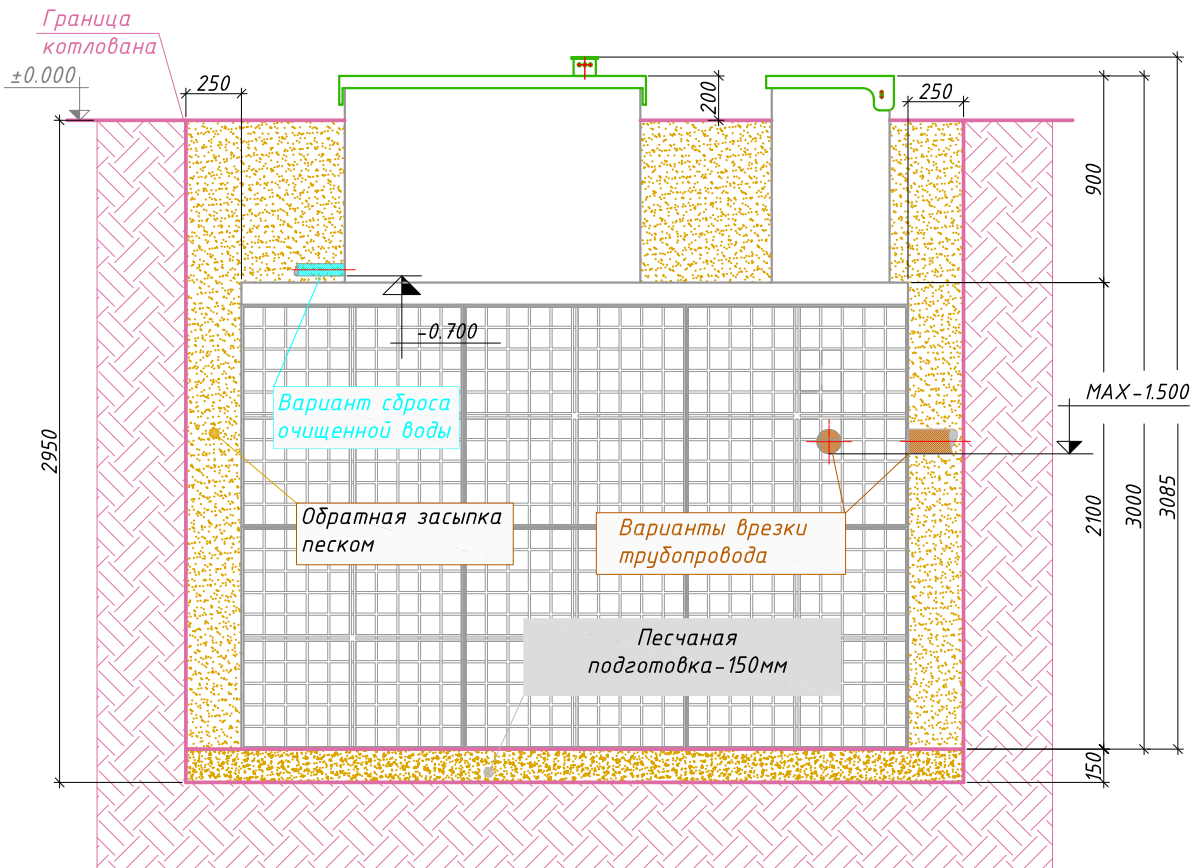 Граница
котлована
±0.000
250
200
250
900
-0.700
MAX-1.500
Вариант сброса
очищенной воды
2950
2100
3000
3085
Обратная засыпка
песком
Варианты врезки
трубопровода
Песчаная
подготовка-150мм
150